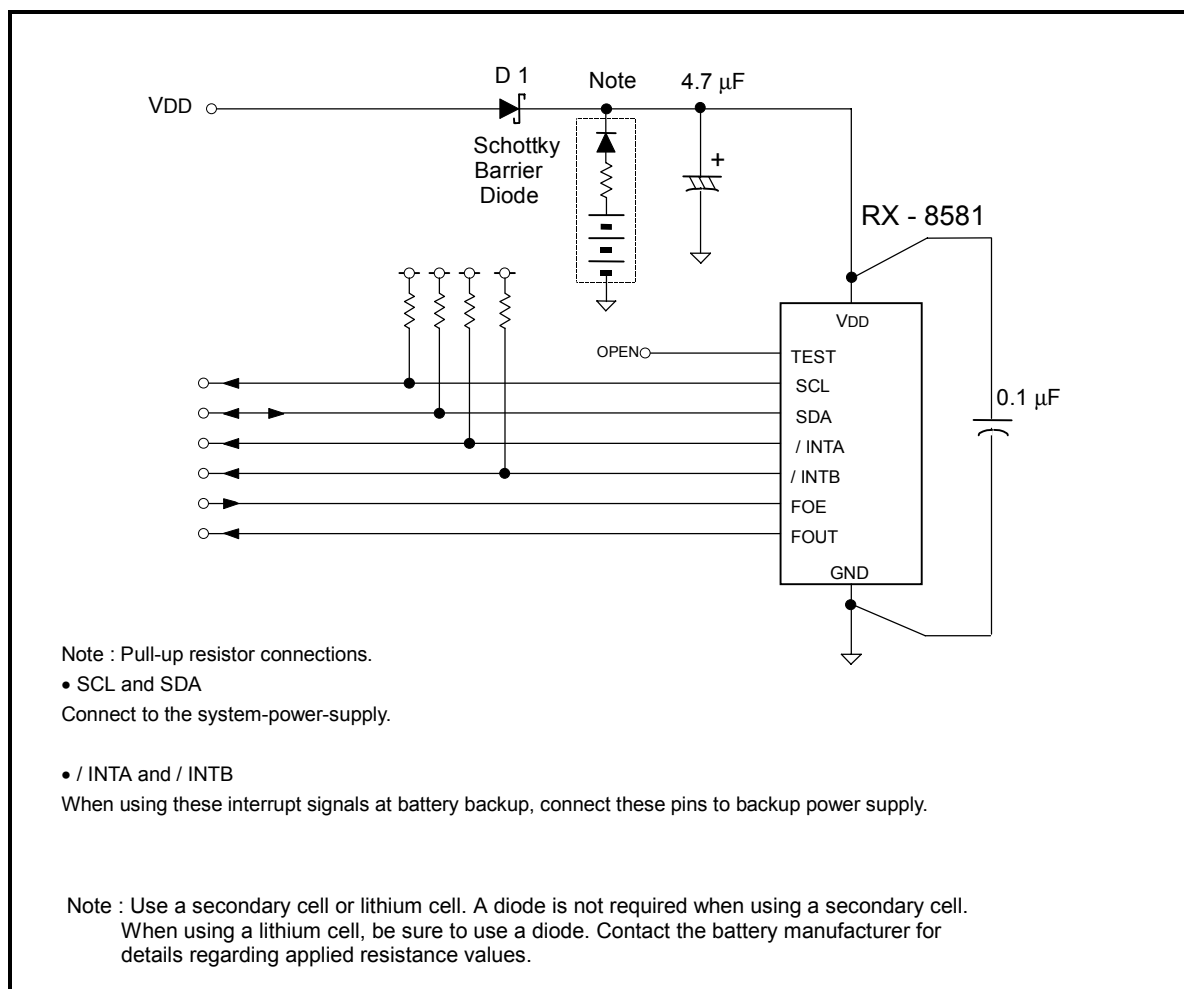 D 1
Note
4.7 μF
VDD
Schottky
Barrier
Diode
+
RX - 8581
VDD
OPEN
TEST
SCL
SDA
/ INTA
/ INTB
FOE
FOUT
GND
0.1 μF
Note : Pull-up resistor connections.
• SCL and SDA
Connect to the system-power-supply.
• / INTA and / INTB
When using these interrupt signals at battery backup, connect these pins to backup power supply.
Note : Use a secondary cell or lithium cell. A diode is not required when using a secondary cell.
When using a lithium cell, be sure to use a diode. Contact the battery manufacturer for
details regarding applied resistance values.